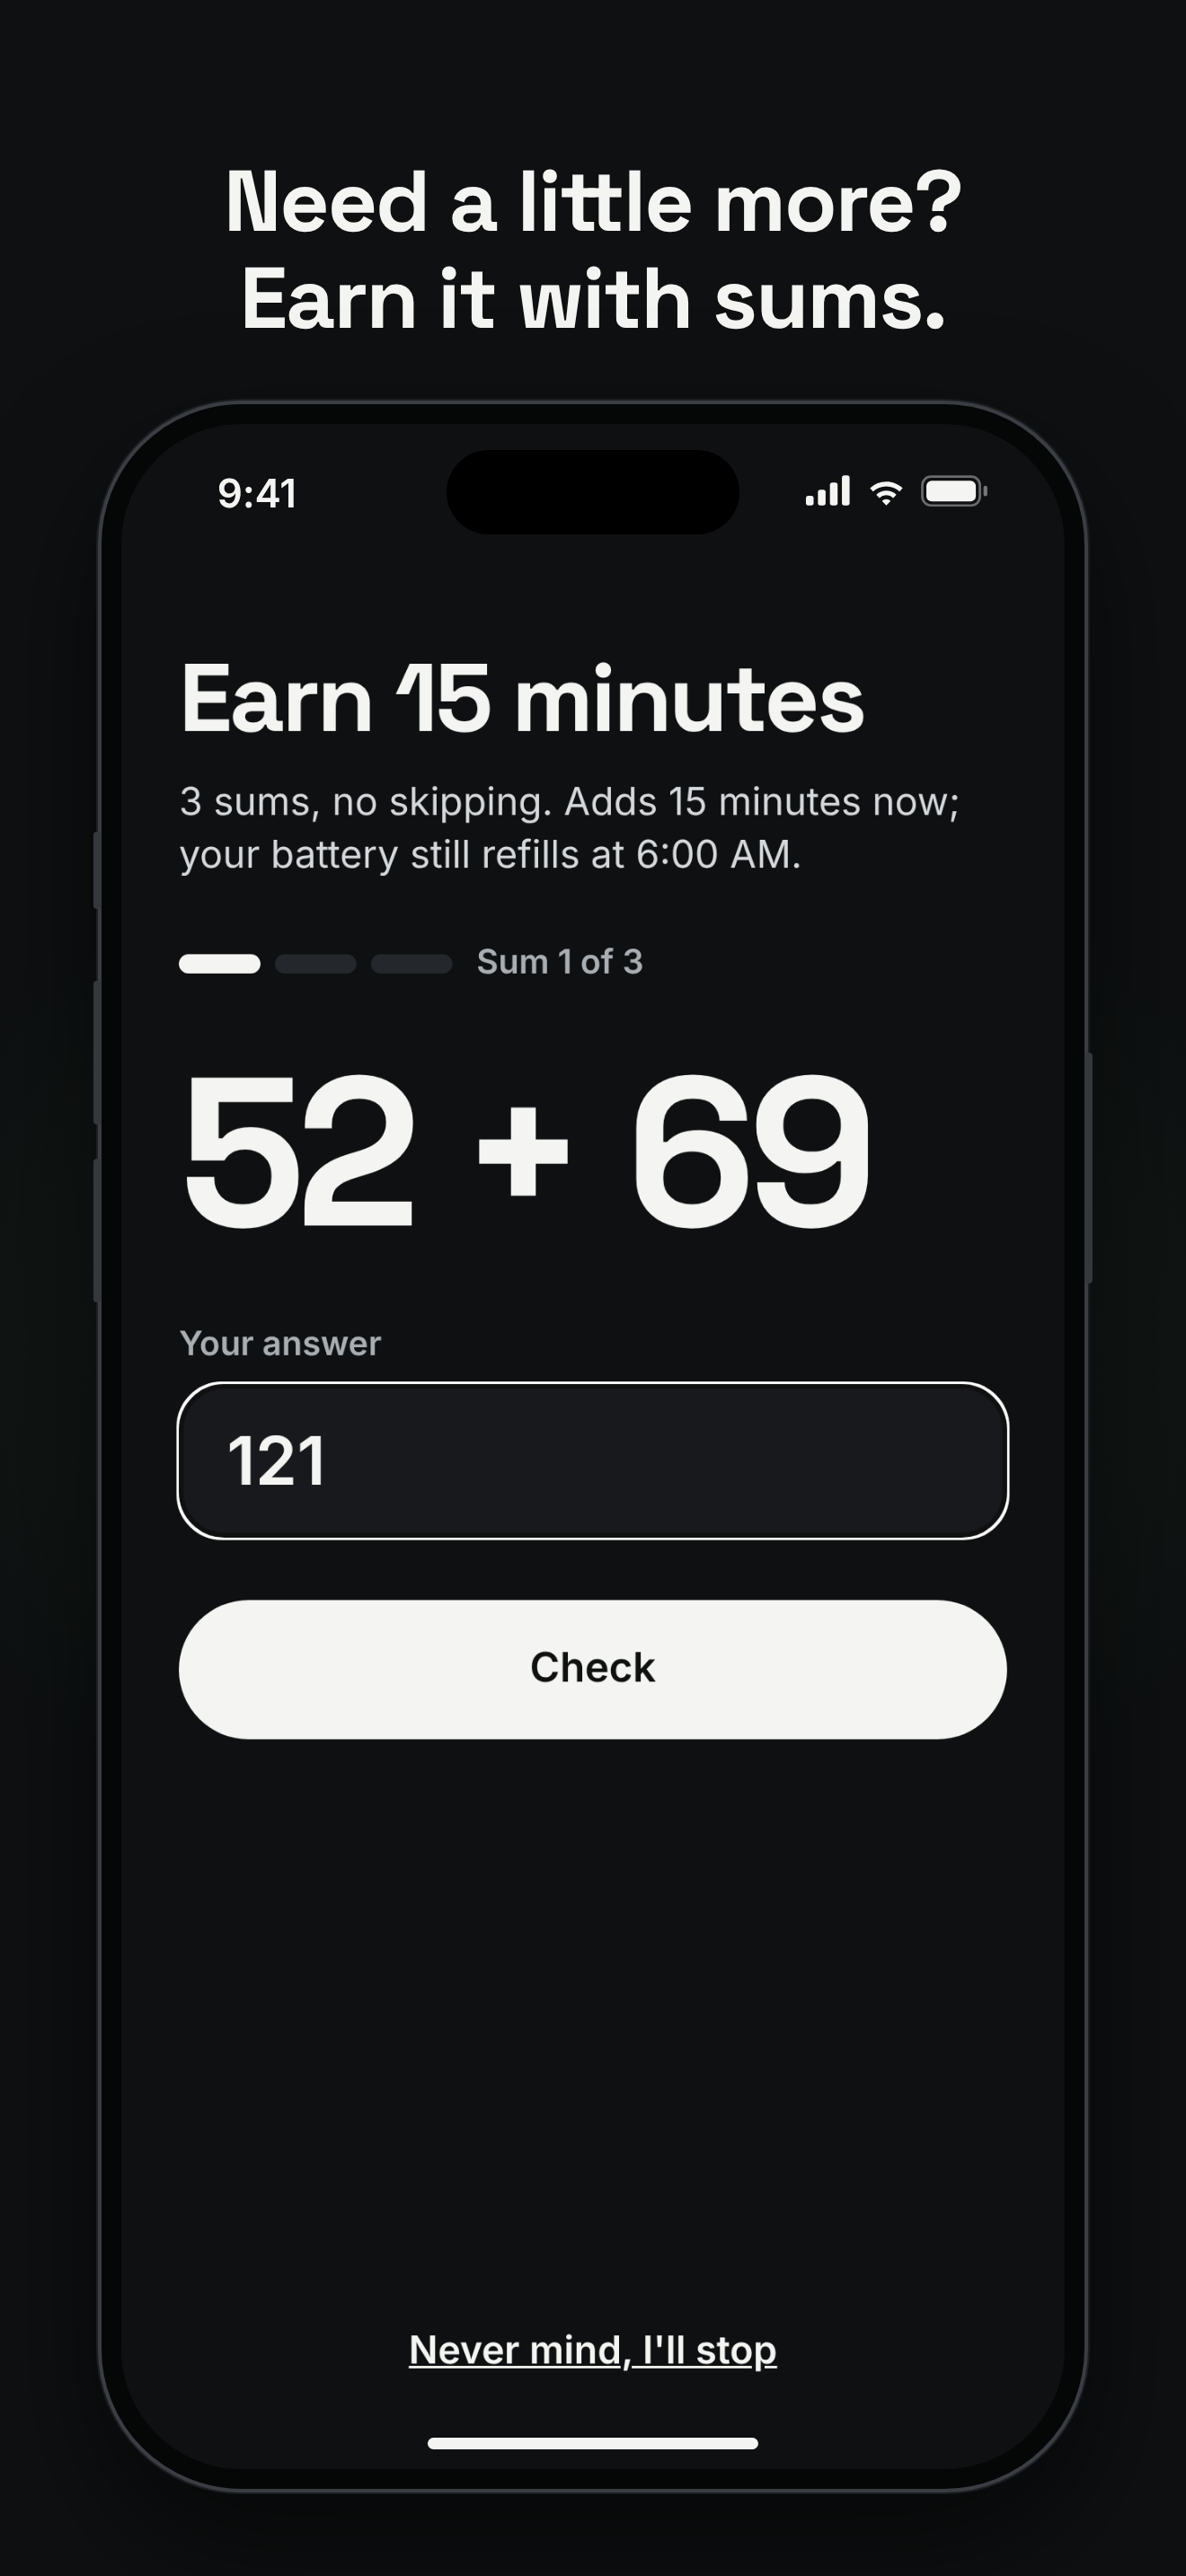 Need a little more?
Earn it with sums.
9:41
Earn 15 minutes
3 sums, no skipping. Adds 15 minutes now;
your battery still refills at 6:00 AM.
Sum 1 of 3
52 + 69
Your answer
121
Check
Never mind, I'll stop